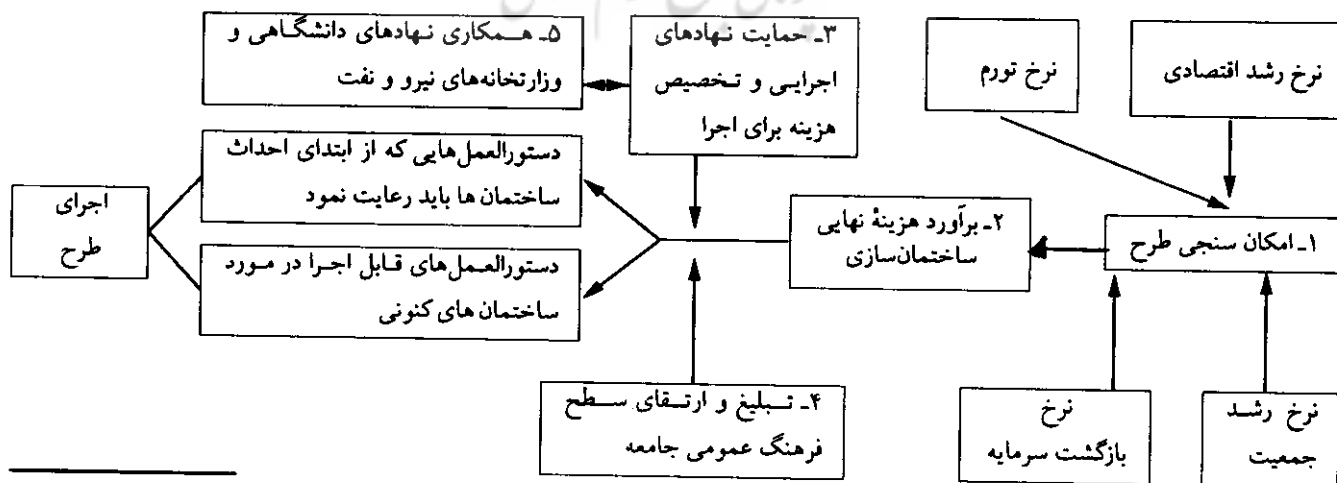 نرخ رشد اقتصادی
نرخ تورم
۳ـ حمایت نهادهای
اجرایی و تخصیص
هزینه برای اجرا
۵ـ همکاری نهادهای دانشگاهی و
وزارتخانه‌های نیرو و نفت
۱ـ امکان سنجی طرح
۲ـ برآورد هزینهٔ نهایی
ساختمان‌سازی
دستورالعمل‌هایی که از ابتدای احداث
ساختمان ها باید رعایت نمود
دستورالعمل‌های قابل اجرا در مورد
ساختمان های کنونی
اجرای
طرح
نرخ رشد
جمعیت
نرخ
بازگشت سرمایه
۴ـ تبلیغ و ارتقای سطح
فرهنگ عمومی جامعه